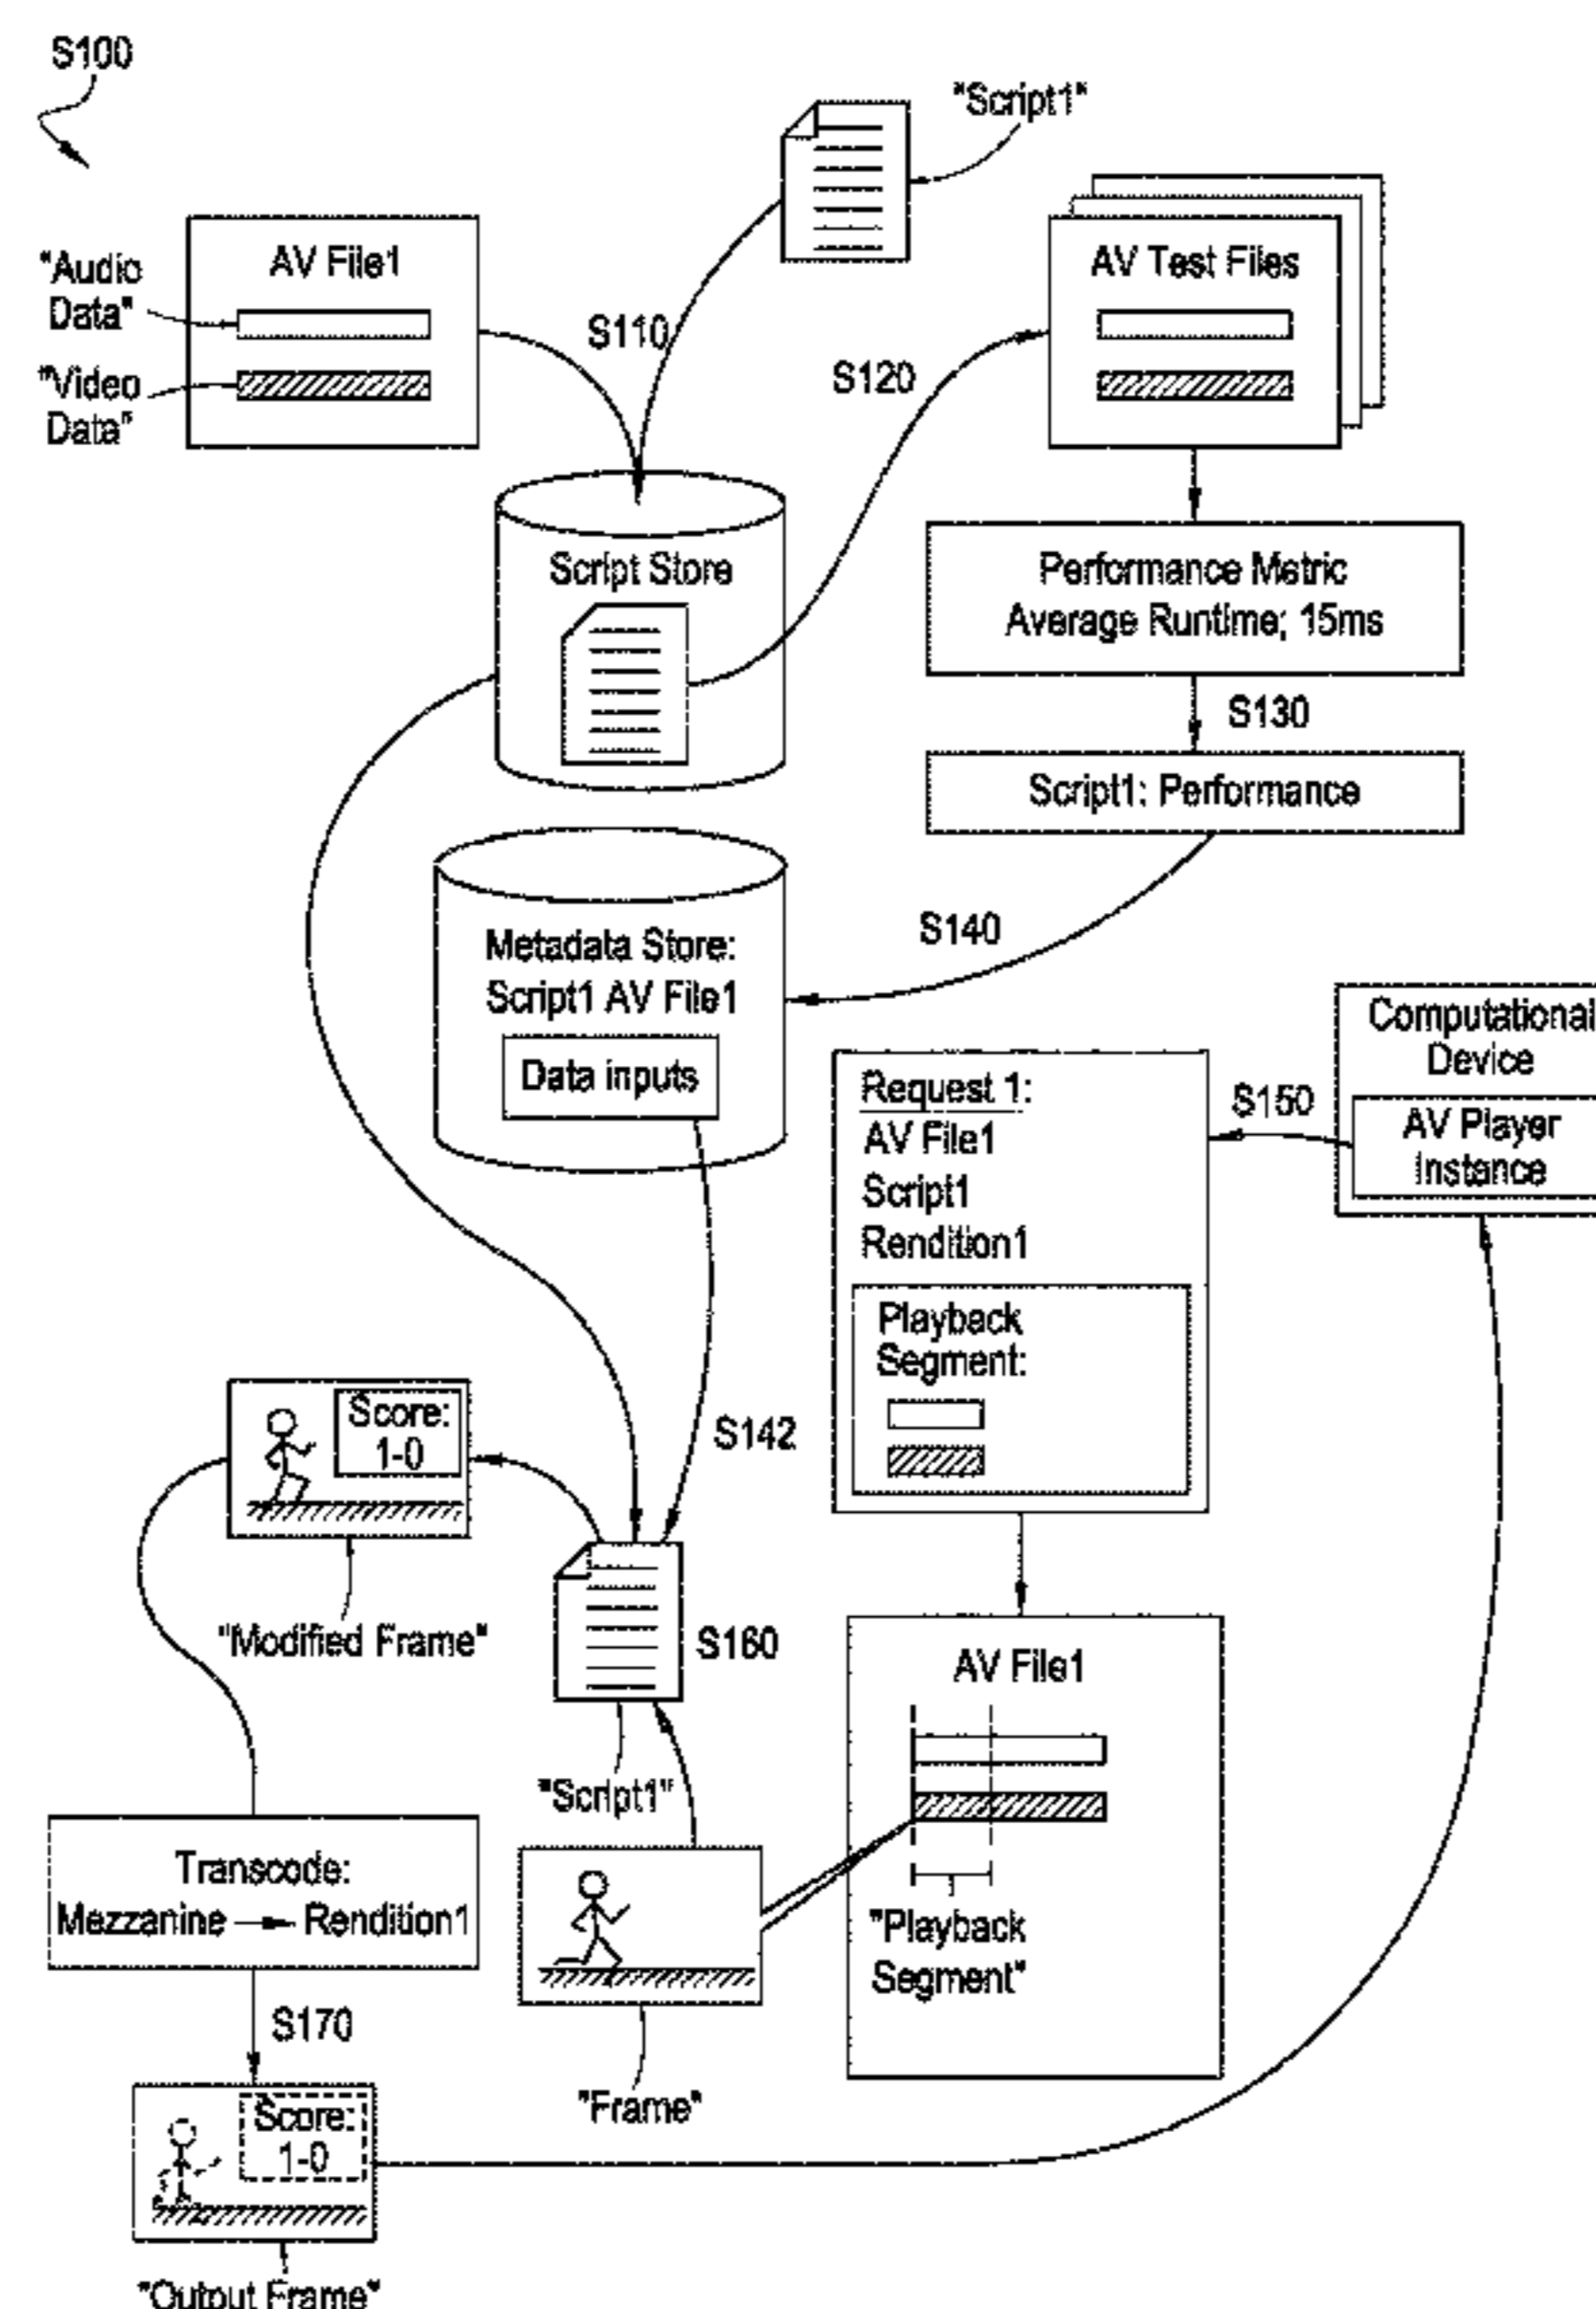 S100
"Script1"
AV File1
"Audio
Data"
"Video
Data"
S110
S120
AV Test Files
Script Store
Performance Metric
Average Runtime; 15ms
S130
Script1: Performance
S140
Metadata Store:
Script1 AV File1
Data inputs
Computational
Device
AV Player
Instance
S150
Request 1:
AV File1
Script1
Rendition1
Playback
Segment:
S142
Score:
1-0
"Modified Frame"
S160
"Script1"
AV File1
"Playback
Segment"
Transcode:
Mezzanine Rendition1
S170
"Frame"
Score:
1-0
"Output Frame"